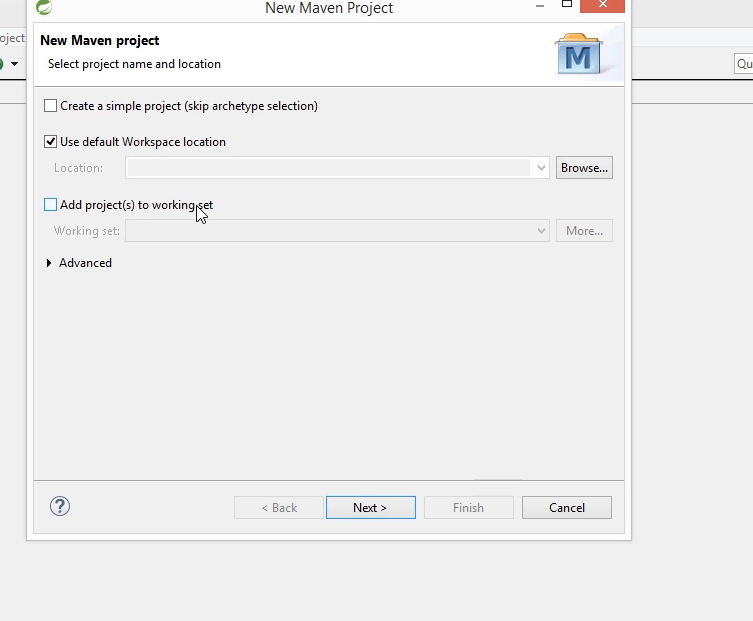 New Maven Project
oject
New Maven project
Select project name and location
M
Qu
Create a simple project (skip archetype selection)
Use default Workspace location
Location:
Browse...
Add project(s) to working set
Working set:
More...
Advanced
?
< Back
Next >
Finish
Cancel